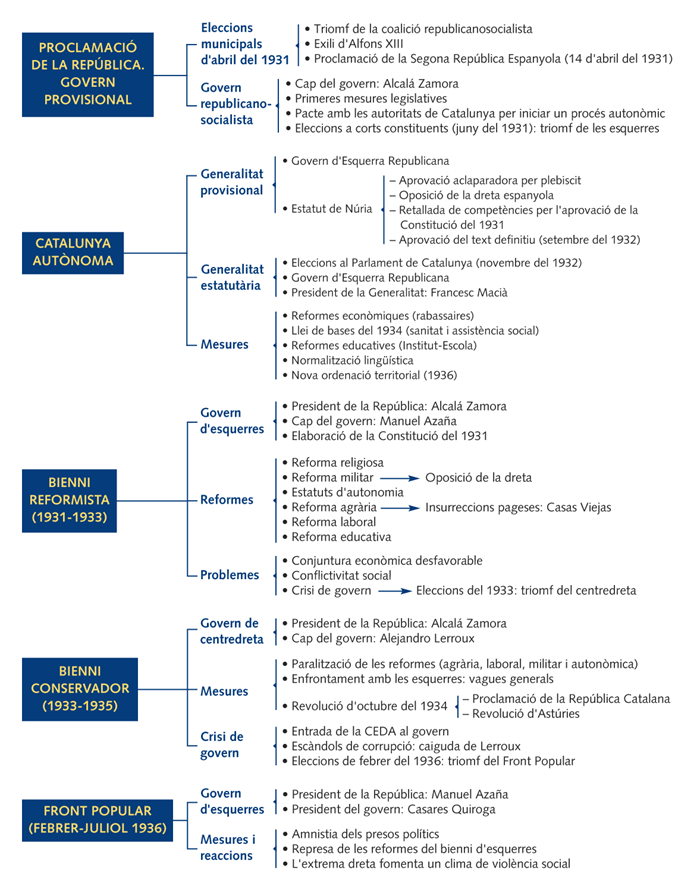 PROCLAMACIÓ
DE LA REPÚBLICA.
GOVERN
PROVISIONAL
Eleccions
municipals
d'abril del 1931
• Triomf de la coalició republicanosocialista
• Exili d'Alfons XIII
• Proclamació de la Segona República Espanyola (14 d'abril del 1931)
Govern
republicano-
socialista
• Cap del govern: Alcalá Zamora
• Primeres mesures legislatives
• Pacte amb les autoritats de Catalunya per iniciar un procés autonòmic
• Eleccions a corts constituents (juny del 1931): triomf de les esquerres
CATALUNYA
AUTÒNOMA
Generalitat
provisional
• Govern d'Esquerra Republicana
• Estatut de Núria
– Aprovació aclaparadora per plebiscit
– Oposició de la dreta espanyola
– Retallada de competències per l'aprovació de la
Constitució del 1931
– Aprovació del text definitiu (setembre del 1932)
Generalitat
estatutària
• Eleccions al Parlament de Catalunya (novembre del 1932)
• Govern d'Esquerra Republicana
• President de la Generalitat: Francesc Macià
Mesures
• Reformes econòmiques (rabassaires)
• Llei de bases del 1934 (sanitat i assistència social)
• Reformes educatives (Institut-Escola)
• Normalització lingüística
• Nova ordenació territorial (1936)
BIENNI
REFORMISTA
(1931-1933)
Govern
d'esquerres
• President de la República: Alcalá Zamora
• Cap del govern: Manuel Azaña
• Elaboració de la Constitució del 1931
Reformes
• Reforma religiosa
• Reforma militar Oposició de la dreta
• Estatuts d'autonomia
• Reforma agrària Insurreccions pageses: Casas Viejas
• Reforma laboral
• Reforma educativa
Problemes
• Conjuntura econòmica desfavorable
• Conflictivitat social
• Crisi de govern Eleccions del 1933: triomf del centredreta
BIENNI
CONSERVADOR
(1933-1935)
Govern de
centredreta
• President de la República: Alcalá Zamora
• Cap del govern: Alejandro Lerroux
Mesures
• Paralització de les reformes (agrària, laboral, militar i autonòmica)
• Enfrontament amb les esquerres: vagues generals
• Revolució d'octubre del 1934
– Proclamació de la República Catalana
– Revolució d'Astúries
Crisi de
govern
• Entrada de la CEDA al govern
• Escàndols de corrupció: caiguda de Lerroux
• Eleccions de febrer del 1936: triomf del Front Popular
FRONT POPULAR
(FEBRER-JULIOL 1936)
Govern
d'esquerres
• President de la República: Manuel Azaña
• President del govern: Casares Quiroga
Mesures i
reaccions
• Amnistia dels presos polítics
• Represa de les reformes del bienni d'esquerres
• L'extrema dreta fomenta un clima de violència social